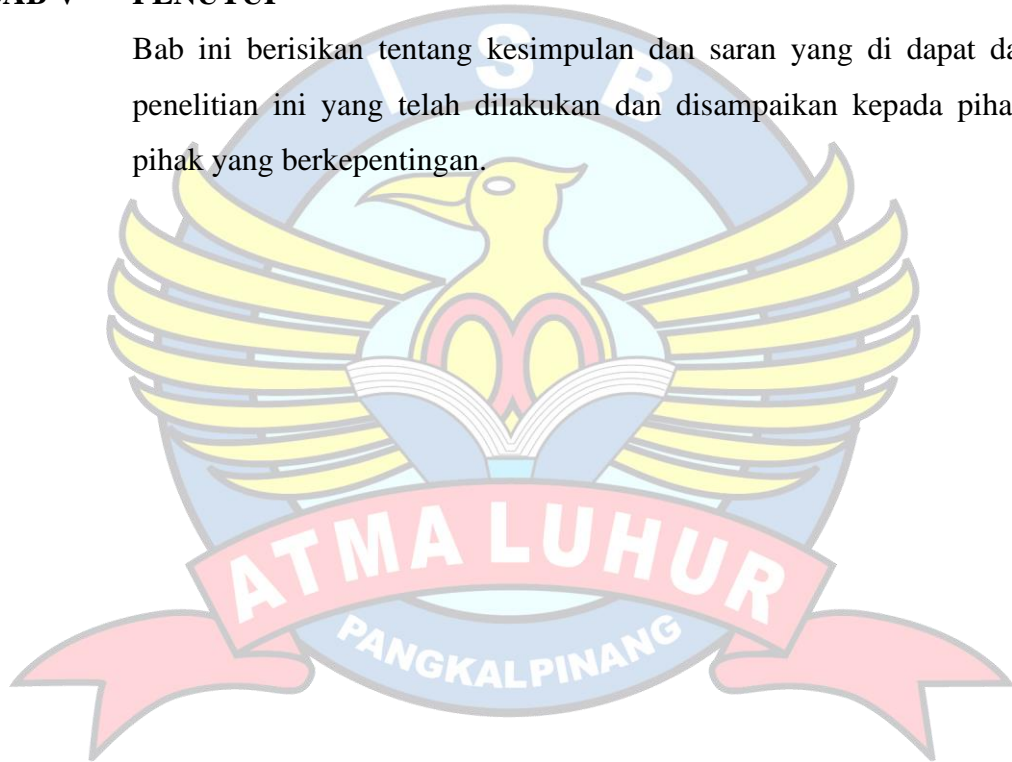 PENUTUP
Bab ini berisikan tentang kesimpulan dan saran yang di dapat da
penelitian ini yang telah dilakukan dan disampaikan kepada piha
pihak yang berkepentingan.
I S B
ATMA LUHUR
PANGKALPINANG